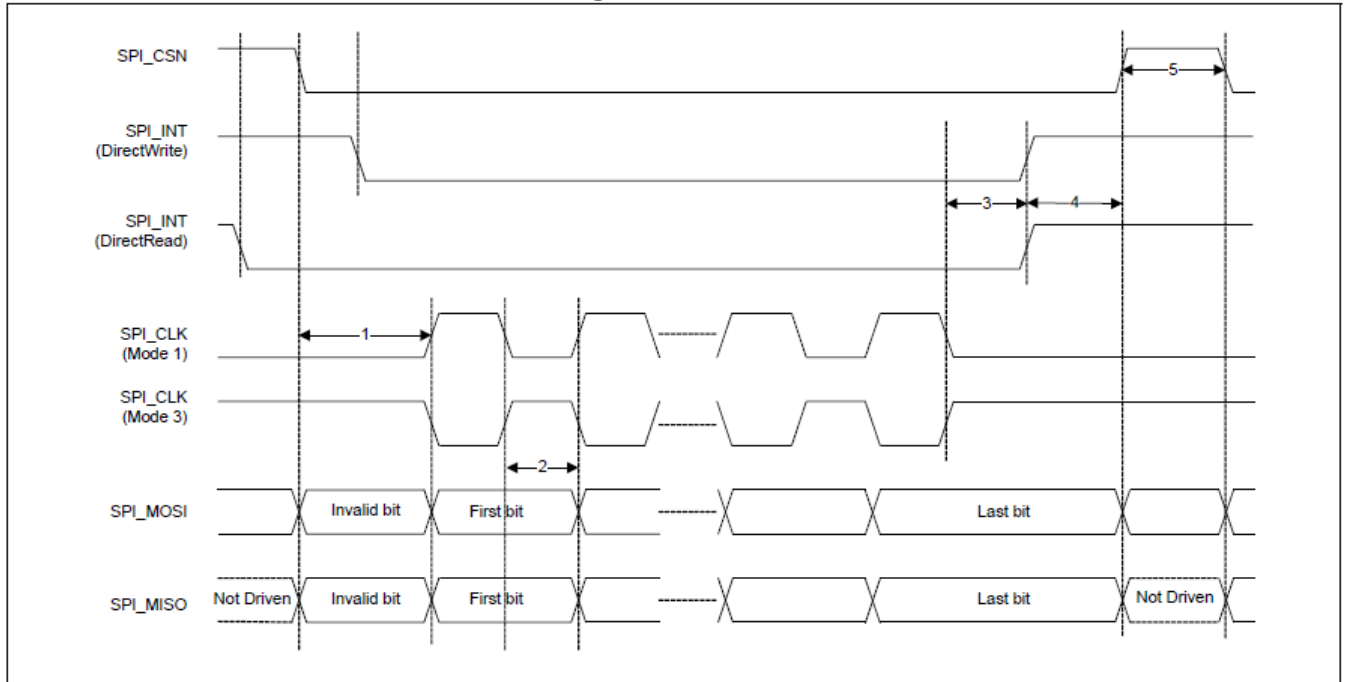 SPI_CSN
5
SPI_INT
(DirectWrite)
3
4
SPI_INT
(DirectRead)
SPI_CLK
(Mode 1)
1
SPI_CLK
(Mode 3)
2
SPI_MOSI
Invalid bit
First bit
Last bit
SPI_MISO
Not Driven
Invalid bit
First bit
Last bit
Not Driven